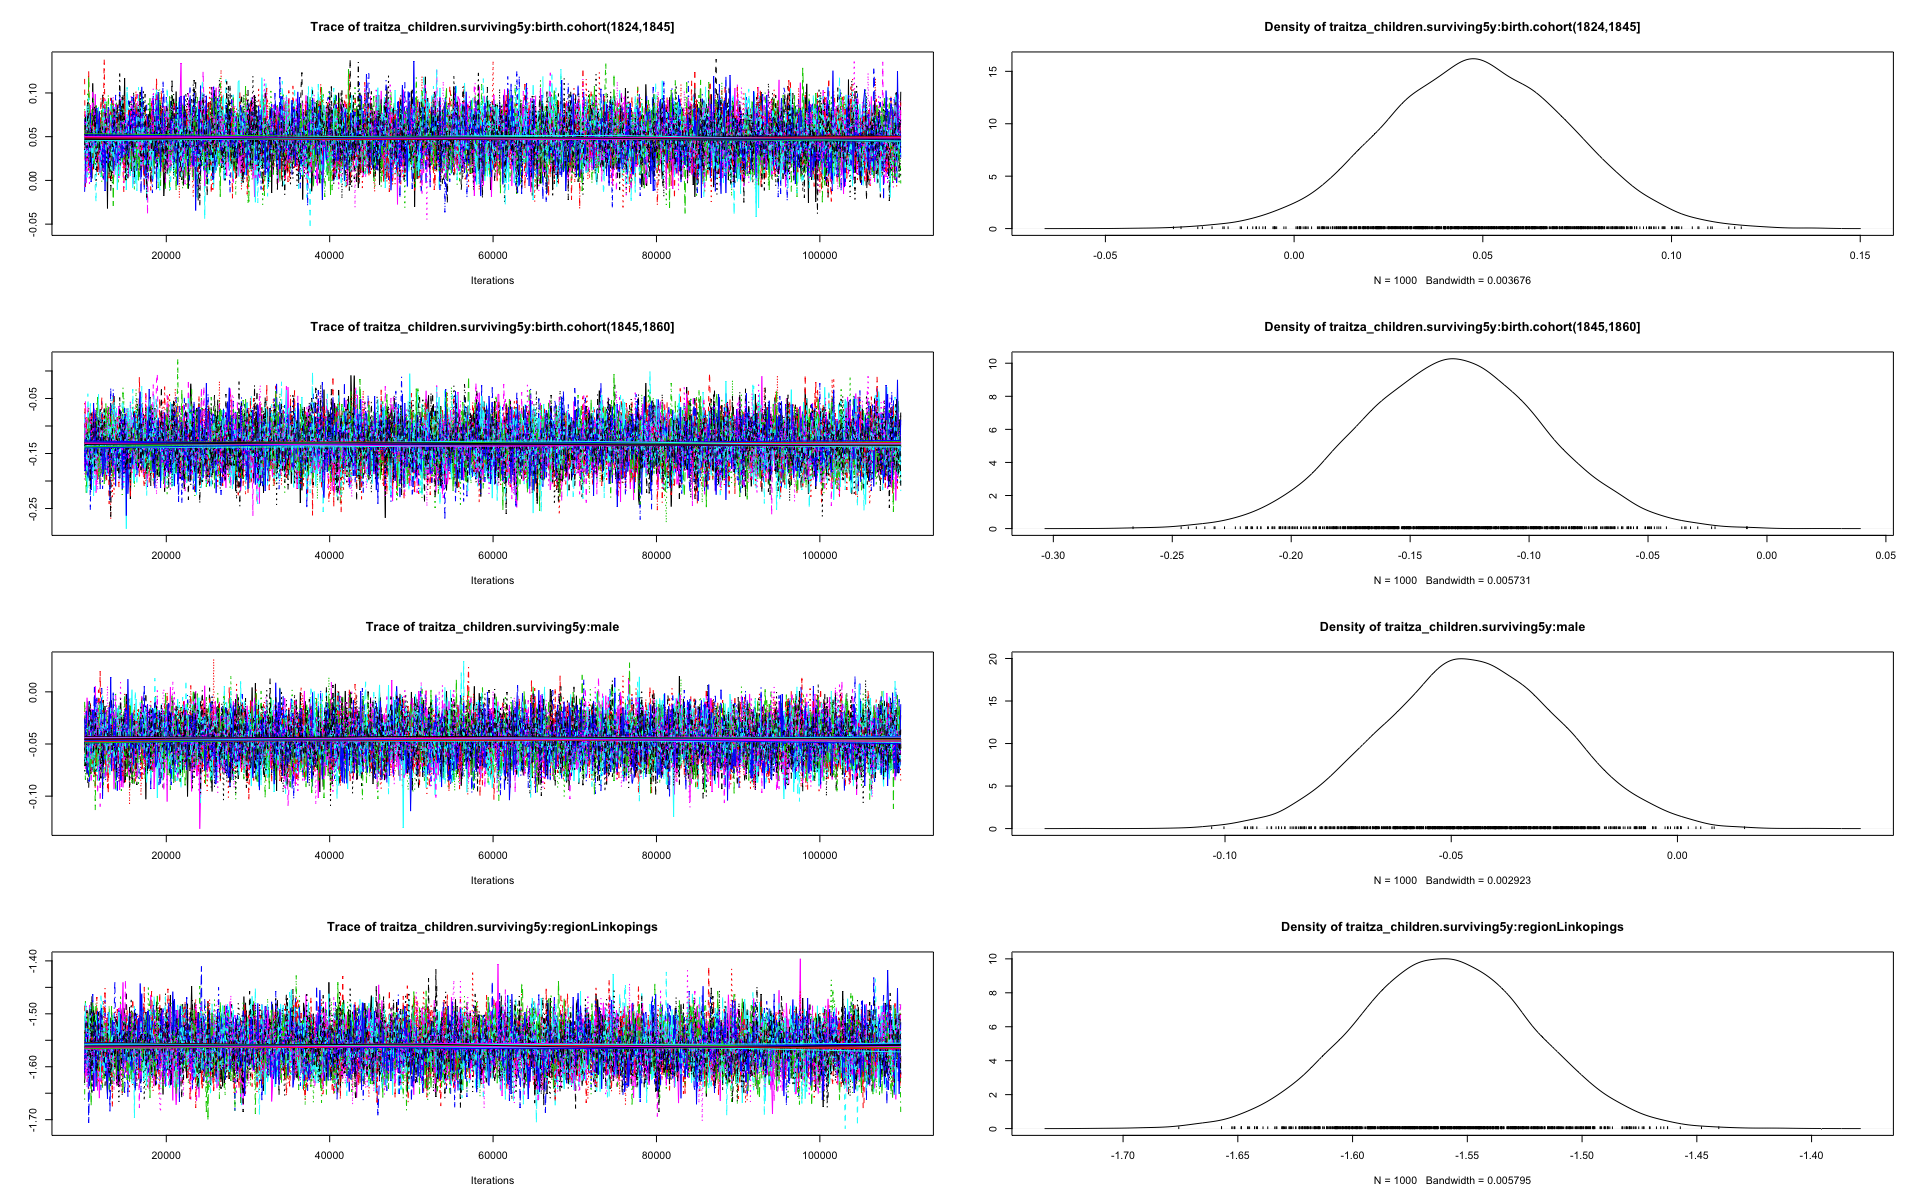 Trace of traitza_children.surviving5y:birth.cohort(1824,1845]
0.10
0.05
0.00
-0.05
20000 40000 60000 80000 100000
Iterations
Density of traitza_children.surviving5y:birth.cohort(1824,1845]
15
10
5
0
-0.05 0.00 0.05 0.10 0.15
N = 1000 Bandwidth = 0.003676
Trace of traitza_children.surviving5y:birth.cohort(1845,1860]
-0.05
-0.15
-0.25
20000 40000 60000 80000 100000
Iterations
Density of traitza_children.surviving5y:birth.cohort(1845,1860]
10
8
6
4
2
0
-0.30 -0.25 -0.20 -0.15 -0.10 -0.05 0.00 0.05
N = 1000 Bandwidth = 0.005731
Trace of traitza_children.surviving5y:male
0.00
-0.05
-0.10
20000 40000 60000 80000 100000
Iterations
Density of traitza_children.surviving5y:male
20
15
10
5
0
-0.10 -0.05 0.00
N = 1000 Bandwidth = 0.002923
Trace of traitza_children.surviving5y:regionLinkopings
-1.40
-1.50
-1.60
-1.70
20000 40000 60000 80000 100000
Iterations
Density of traitza_children.surviving5y:regionLinkopings
10
8
6
4
2
0
-1.70 -1.65 -1.60 -1.55 -1.50 -1.45 -1.40
N = 1000 Bandwidth = 0.005795